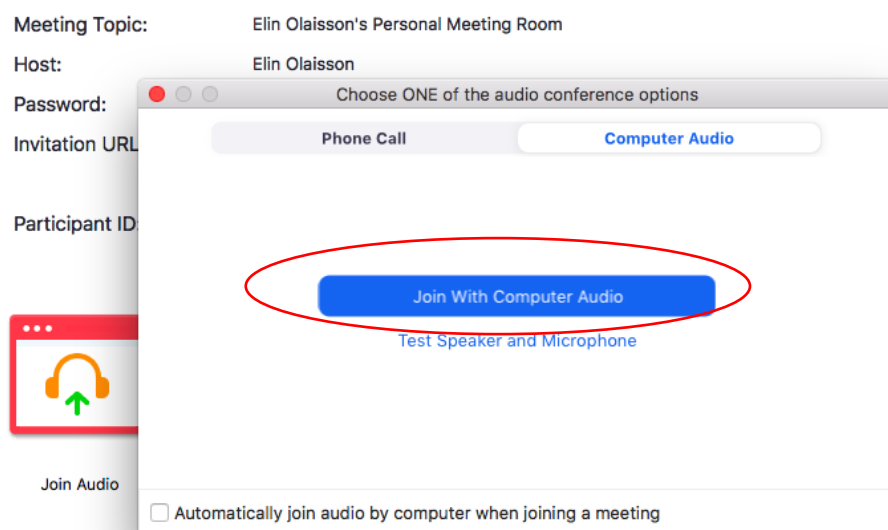 Meeting Topic: Elin Olaisson's Personal Meeting Room
Host: Elin Olaisson
Choose ONE of the audio conference options
Password:
Phone Call Computer Audio
Invitation URL
Participant ID:
Join With Computer Audio
Test Speaker and Microphone
Join Audio
Automatically join audio by computer when joining a meeting